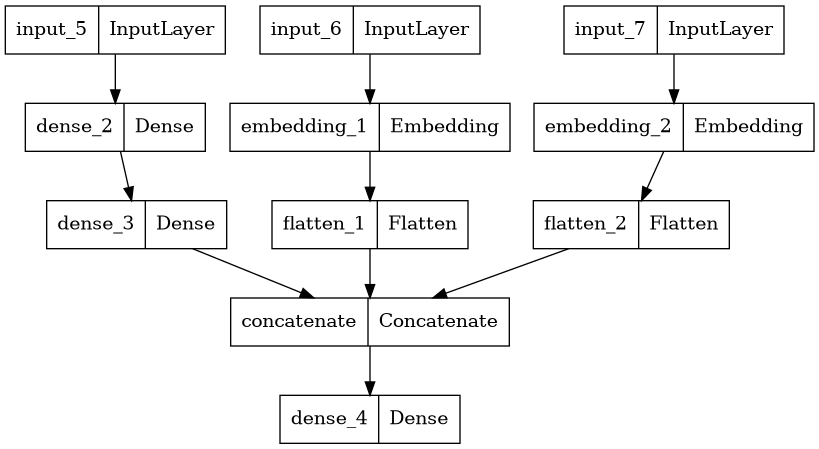 input_5 InputLayer input_6 InputLayer input_7 InputLayer
dense_2 Dense embedding_1 Embedding embedding_2 Embedding
dense_3 Dense flatten_1 Flatten flatten_2 Flatten
concatenate Concatenate
dense_4 Dense